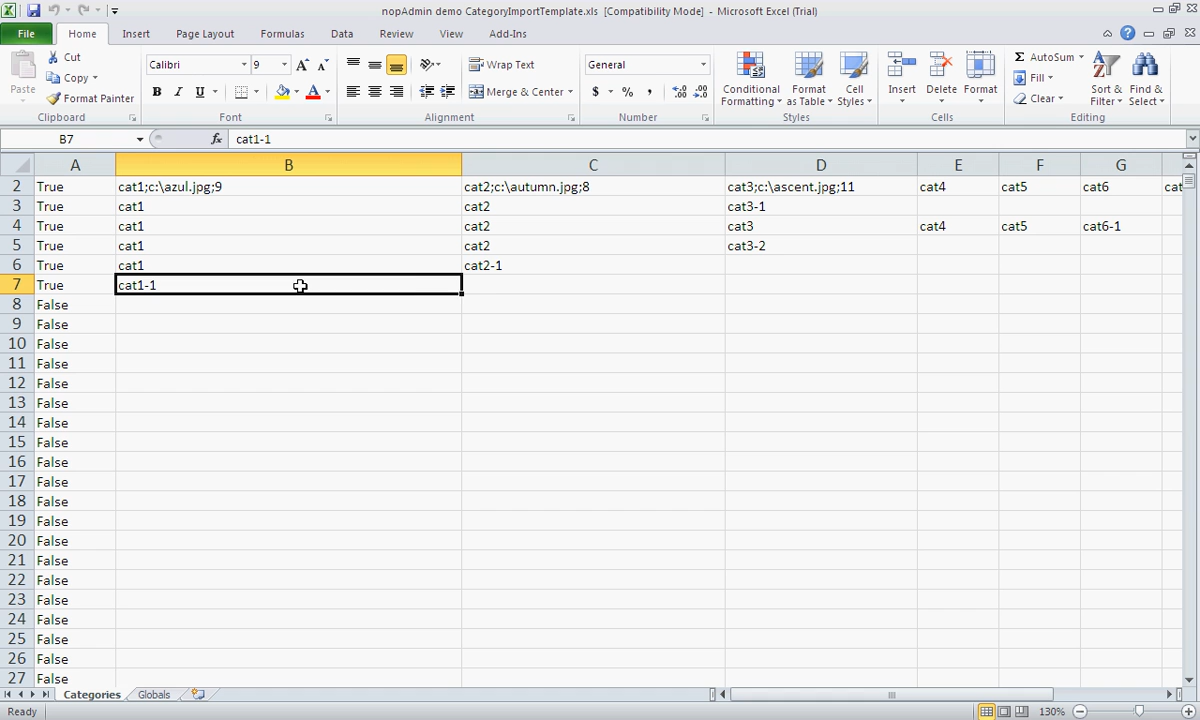 nopAdmin demo CategoryImportTemplate.xls [Compatibility Mode] - Microsoft Excel (Trial)
File Home Insert Page Layout Formulas Data Review View Add-Ins
Paste
Cut
Copy
Format Painter
Clipboard
Calibri 9
B I U
Font
Wrap Text
Merge & Center
Alignment
General
$ % ,
Number
Conditional Formatting
Format as Table
Cell Styles
Styles
Insert Delete Format
Cells
Σ AutoSum
Fill
Clear
Sort & Filter
Find & Select
Editing
B7 fx cat1-1
A B C D E F G
2 True cat1;c:\azul.jpg;9 cat2;c:\autumn.jpg;8 cat3;c:\ascent.jpg;11 cat4 cat5 cat6
3 True cat1 cat2 cat3-1
4 True cat1 cat2 cat3 cat4 cat5 cat6-1
5 True cat1 cat2 cat3-2
6 True cat1 cat2-1
7 True cat1-1
8 False
9 False
10 False
11 False
12 False
13 False
14 False
15 False
16 False
17 False
18 False
19 False
20 False
21 False
22 False
23 False
24 False
25 False
26 False
27 False
Categories Globals
Ready 130%